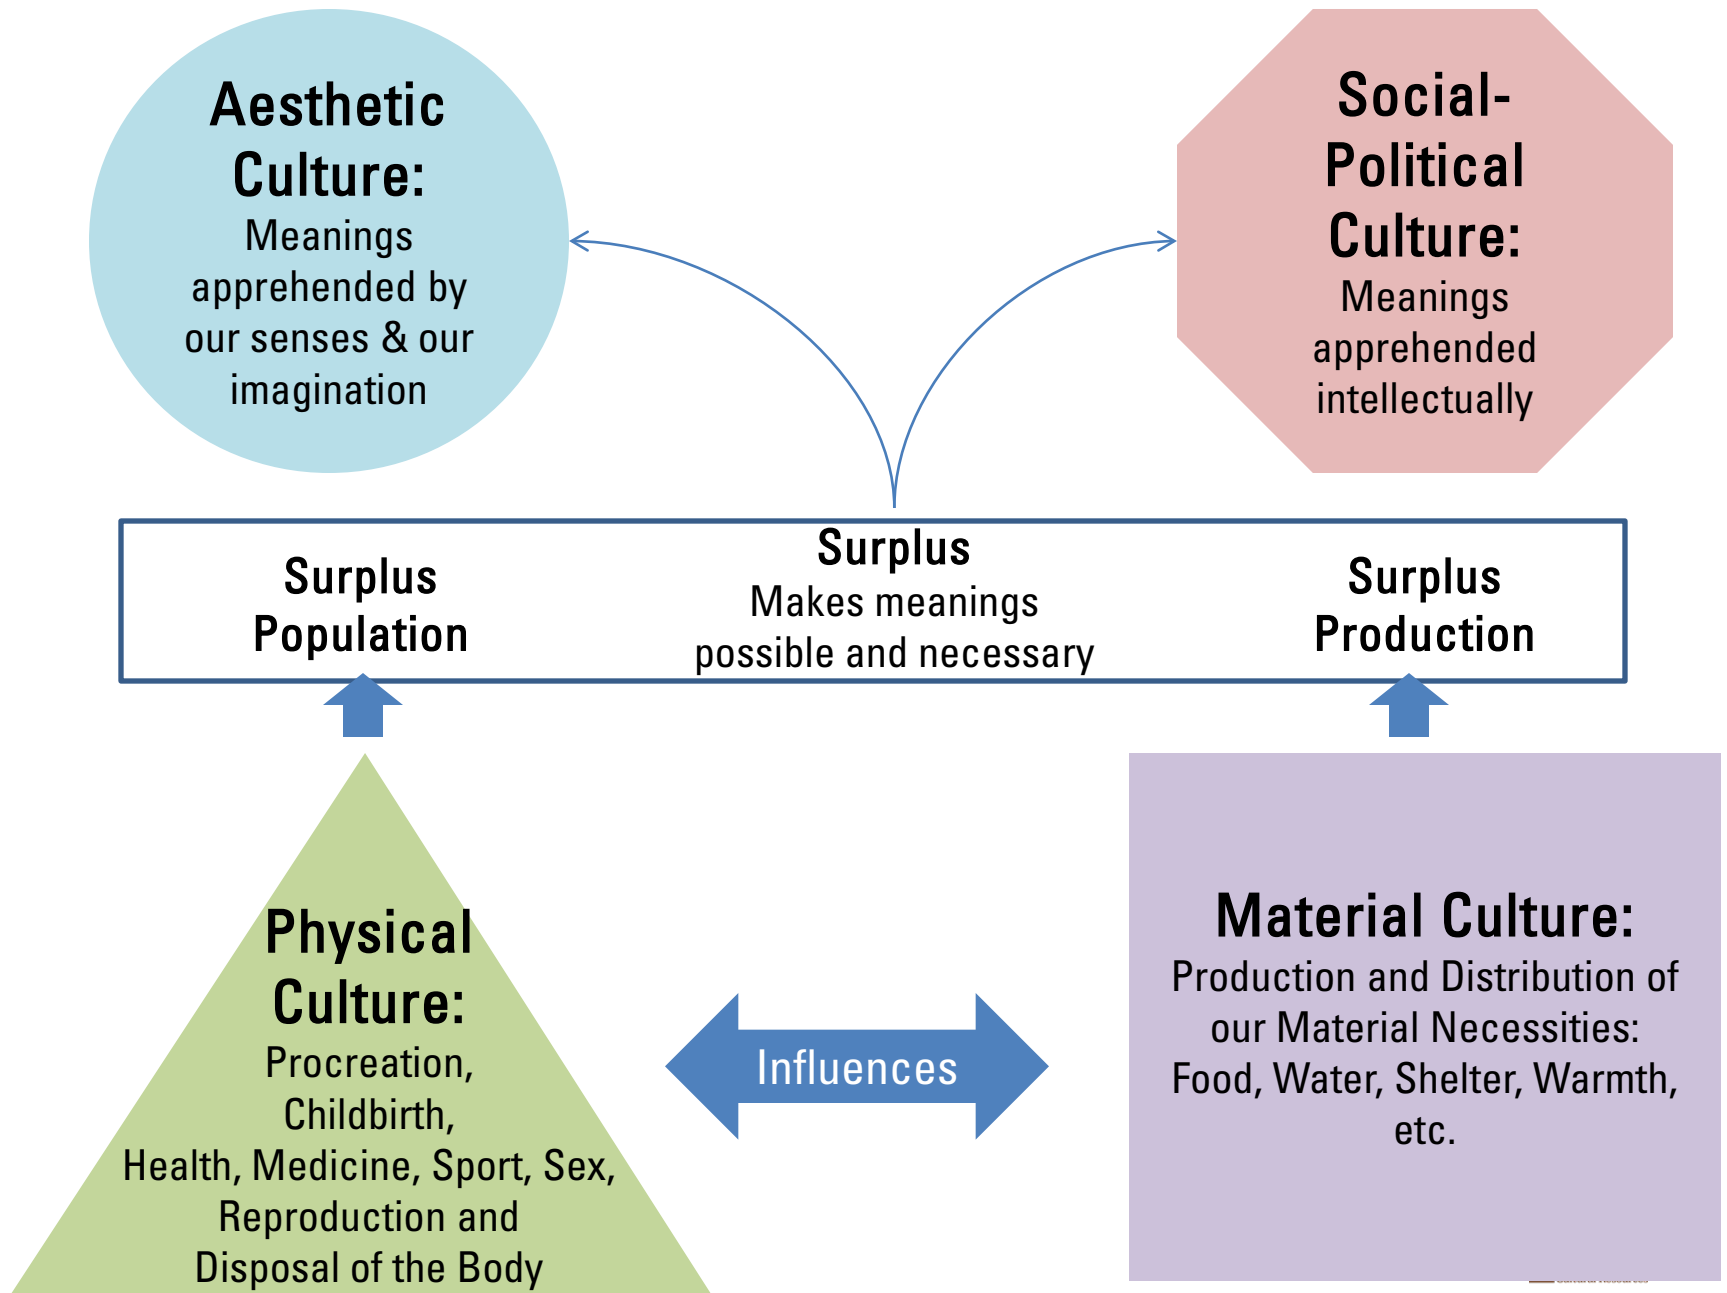 Aesthetic
Culture:
Meanings
apprehended by
our senses & our
imagination
Social-
Political
Culture:
Meanings
apprehended
intellectually
Surplus
Population
Surplus
Makes meanings
possible and necessary
Surplus
Production
Physical
Culture:
Procreation,
Childbirth,
Health, Medicine, Sport, Sex,
Reproduction and
Disposal of the Body
Influences
Material Culture:
Production and Distribution of
our Material Necessities:
Food, Water, Shelter, Warmth,
etc.